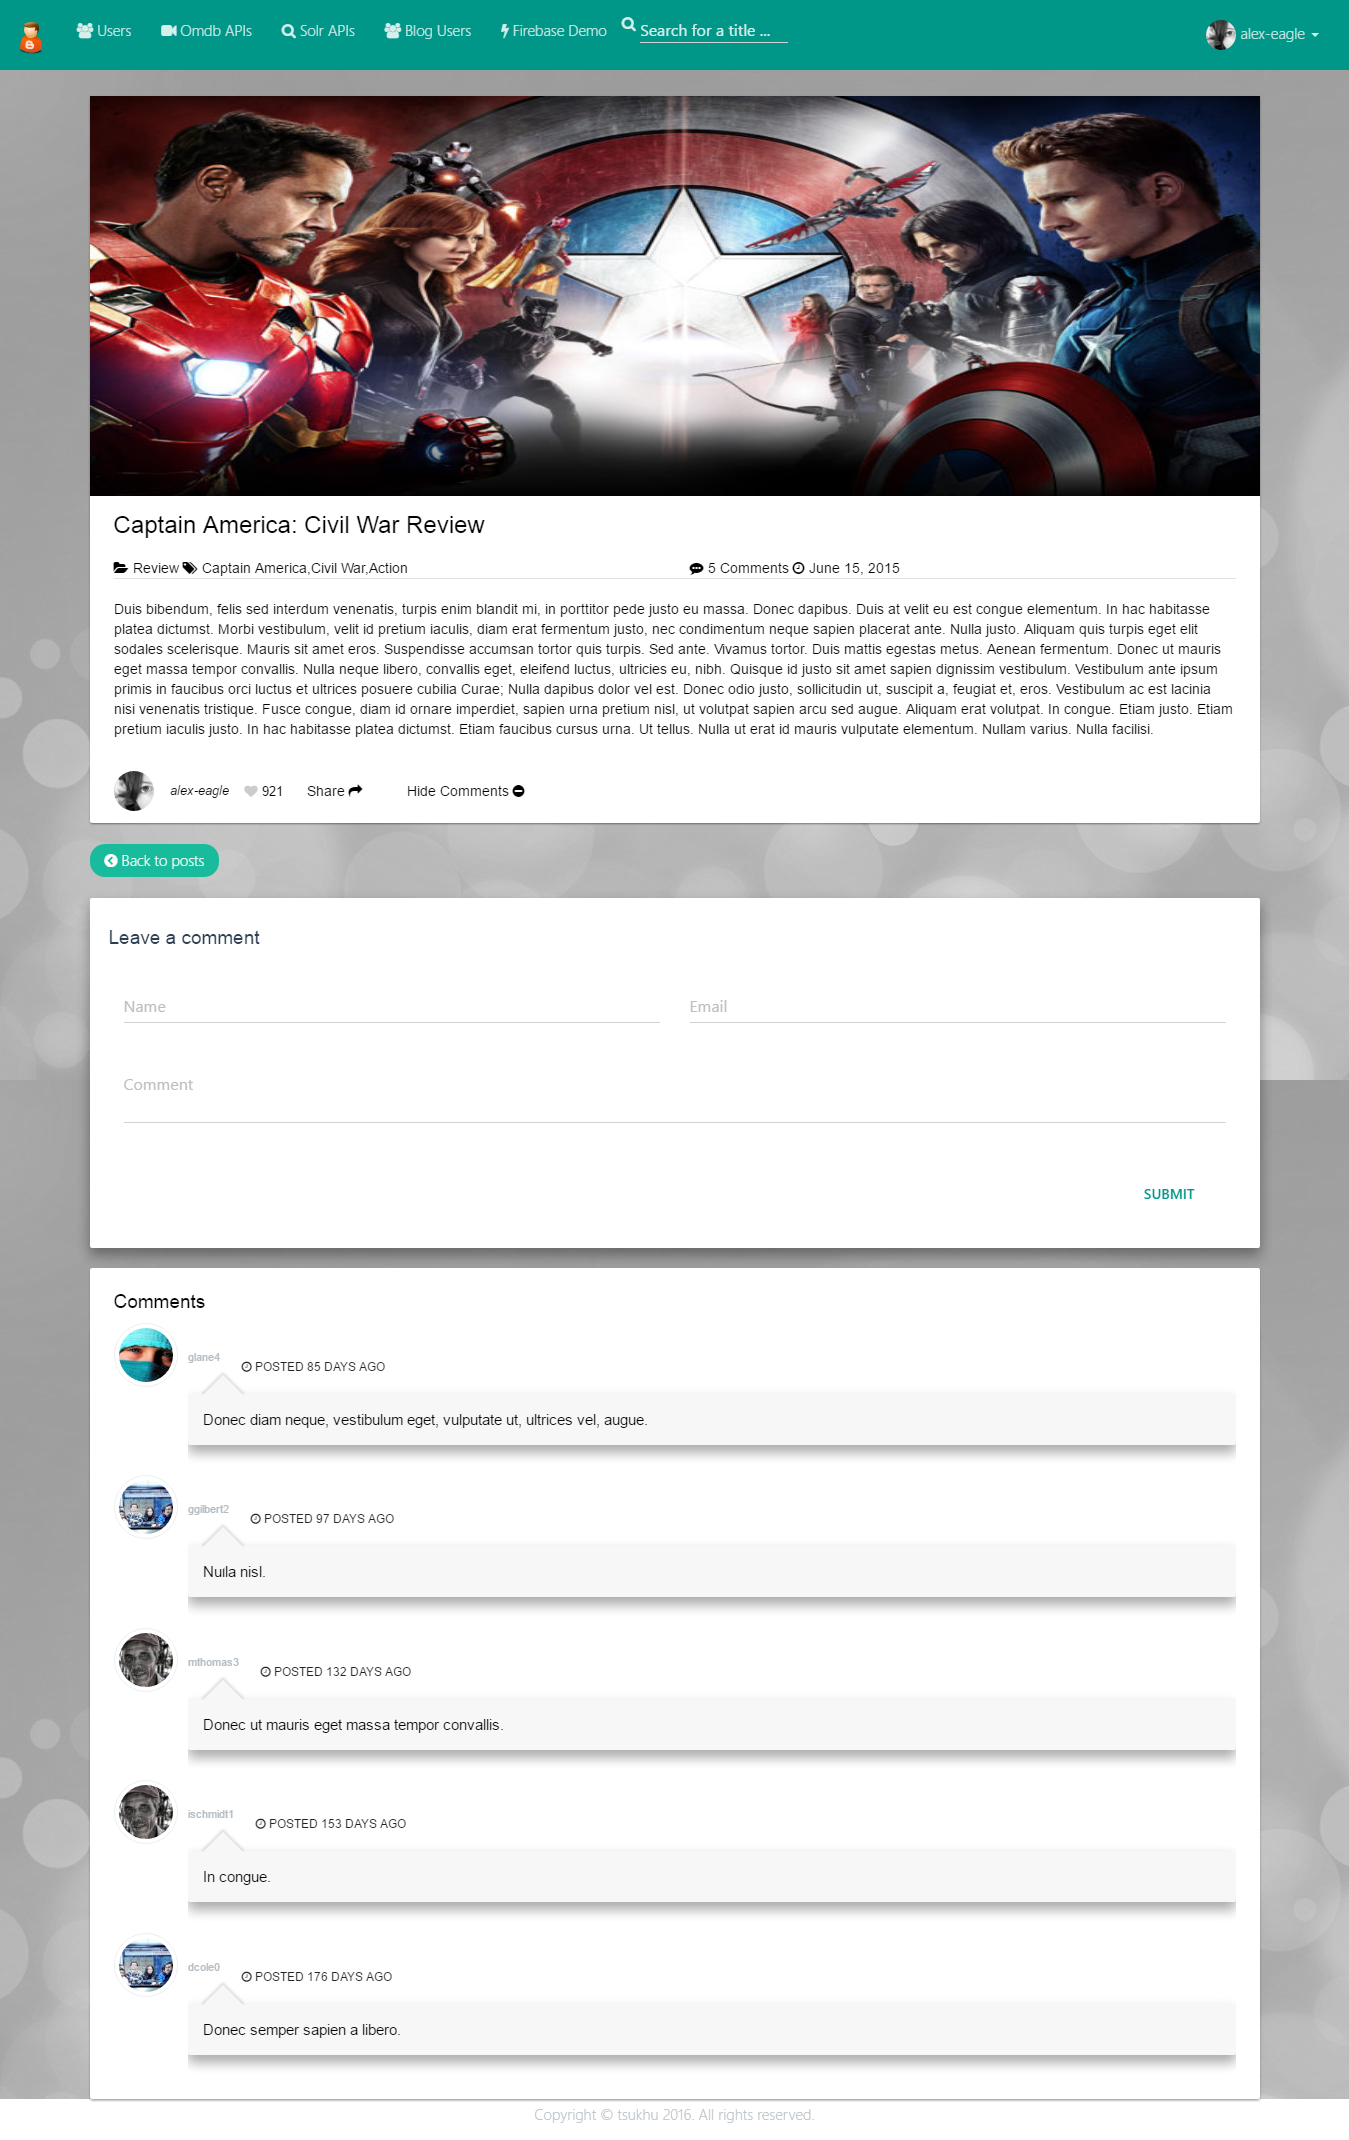 Users Omdb APIs Solr APIs Blog Users Firebase Demo Search for a title ... alex-eagle
Captain America: Civil War Review
Review Captain America,Civil War,Action 5 Comments June 15, 2015
Duis bibendum, felis sed interdum venenatis, turpis enim blandit mi, in porttitor pede justo eu massa. Donec dapibus. Duis at velit eu est congue elementum. In hac habitasse
platea dictumst. Morbi vestibulum, velit id pretium iaculis, diam erat fermentum justo, nec condimentum neque sapien placerat ante. Nulla justo. Aliquam quis turpis eget elit
sodales scelerisque. Mauris sit amet eros. Suspendisse accumsan tortor quis turpis. Sed ante. Vivamus tortor. Duis mattis egestas metus. Aenean fermentum. Donec ut mauris
eget massa tempor convallis. Nulla neque libero, convallis eget, eleifend luctus, ultricies eu, nibh. Quisque id justo sit amet sapien dignissim vestibulum. Vestibulum ante ipsum
primis in faucibus orci luctus et ultrices posuere cubilia Curae; Nulla dapibus dolor vel est. Donec odio justo, sollicitudin ut, suscipit a, feugiat et, eros. Vestibulum ac est lacinia
nisi venenatis tristique. Fusce congue, diam id ornare imperdiet, sapien urna pretium nisl, ut volutpat sapien arcu sed augue. Aliquam erat volutpat. In congue. Etiam justo. Etiam
pretium iaculis justo. In hac habitasse platea dictumst. Etiam faucibus cursus urna. Ut tellus. Nulla ut erat id mauris vulputate elementum. Nullam varius. Nulla facilisi.
alex-eagle 921 Share Hide Comments
Back to posts
Leave a comment
Name Email
Comment
SUBMIT
Comments
glane4 POSTED 85 DAYS AGO
Donec diam neque, vestibulum eget, vulputate ut, ultrices vel, augue.
ggilbert2 POSTED 97 DAYS AGO
Nulla nisl.
mthomas3 POSTED 132 DAYS AGO
Donec ut mauris eget massa tempor convallis.
ischmidt1 POSTED 153 DAYS AGO
In congue.
dcole0 POSTED 176 DAYS AGO
Donec semper sapien a libero.
Copyright © tsukhu 2016. All rights reserved.